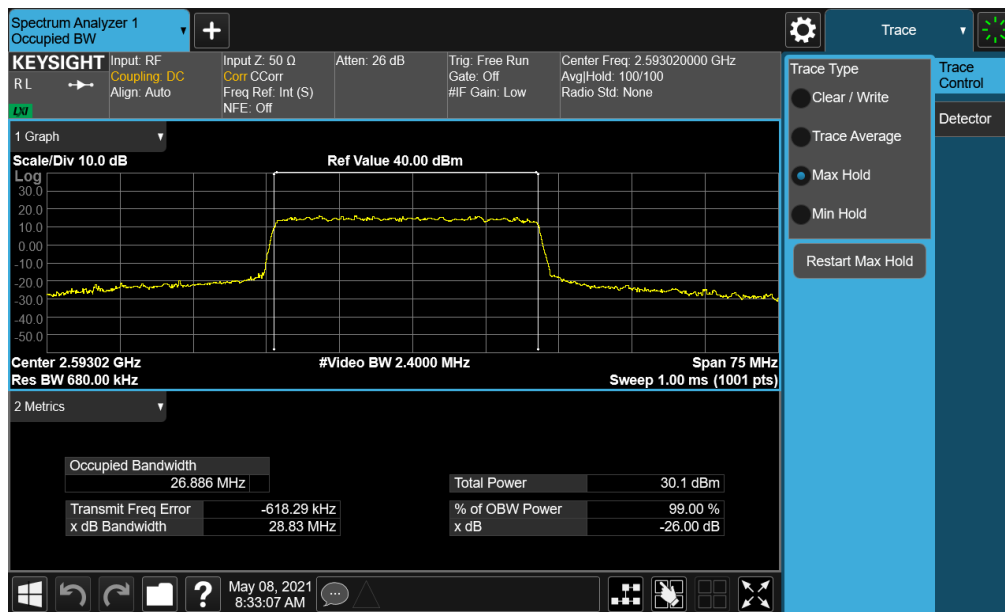 Spectrum Analyzer 1
Occupied BW
+
Trace
KEYSIGHT
RL
LXI
Input: RF
Coupling: DC
Align: Auto
Input Z: 50 Ω
Corr CCorr
Freq Ref: Int (S)
NFE: Off
Atten: 26 dB
Trig: Free Run
Gate: Off
#IF Gain: Low
Center Freq: 2.593020000 GHz
Avg|Hold: 100/100
Radio Std: None
Trace Type
Clear / Write
Trace Average
Max Hold
Min Hold
Restart Max Hold
Trace
Control
Detector
1 Graph
Scale/Div 10.0 dB
Ref Value 40.00 dBm
Log
30.0
20.0
10.0
0.00
-10.0
-20.0
-30.0
-40.0
-50.0
Center 2.59302 GHz
#Video BW 2.4000 MHz
Span 75 MHz
Res BW 680.00 kHz
Sweep 1.00 ms (1001 pts)
2 Metrics
Occupied Bandwidth
26.886 MHz
Total Power 30.1 dBm
Transmit Freq Error -618.29 kHz
% of OBW Power 99.00 %
x dB Bandwidth 28.83 MHz
x dB -26.00 dB
?
May 08, 2021
8:33:07 AM